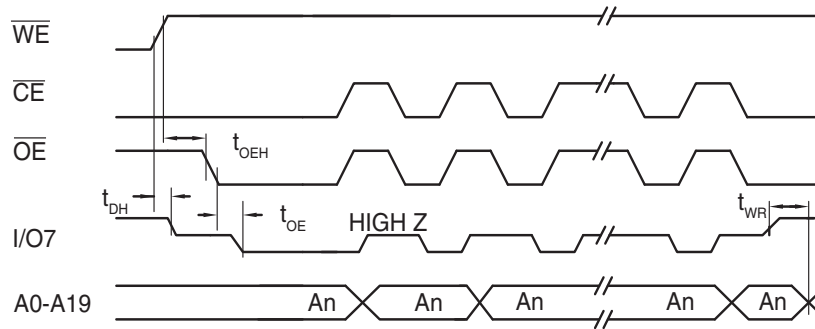 WE
CE
OE
tOEH
tDH
tOE
tWR
I/O7
HIGH Z
A0-A19
An An An An An